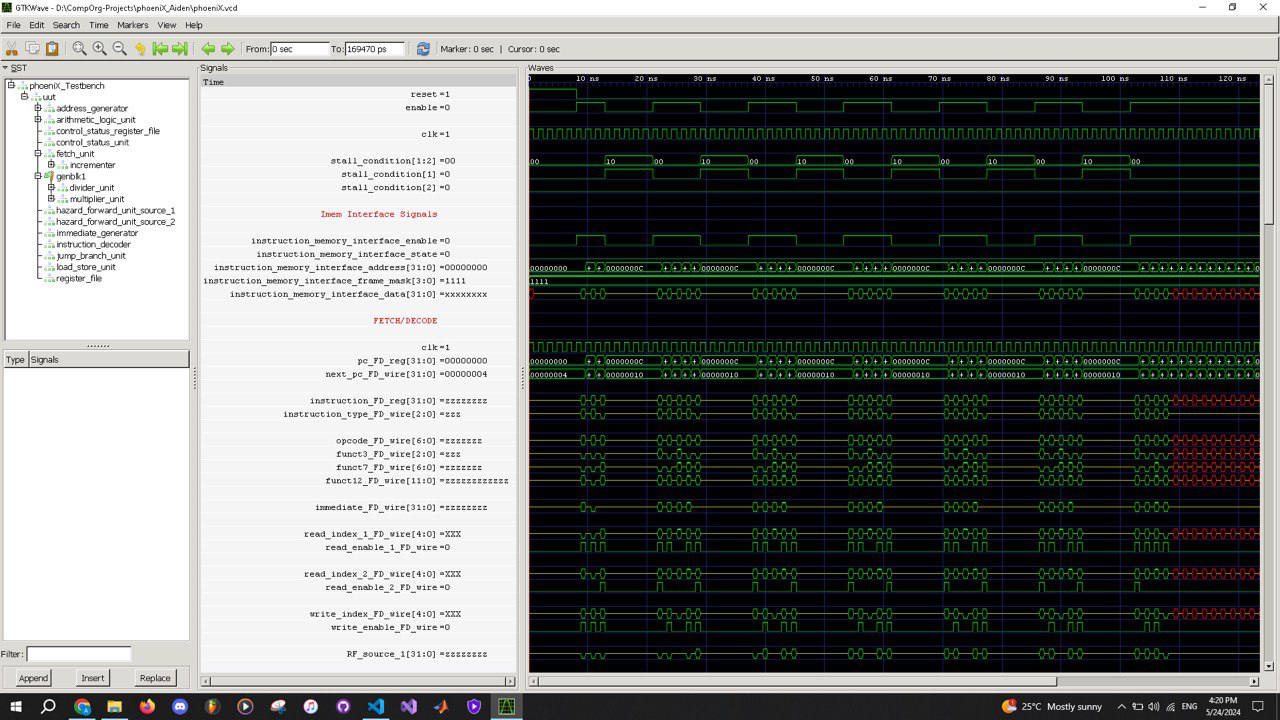 GTKWave - D:\CompOrg-Projects\phoeniX_Aiden\phoeniX.vcd
File Edit Search Time Markers View Help
From: 0 sec To: 169470 ps Marker: 0 sec | Cursor: 0 sec
SST
phoeniX_Testbench
uut
address_generator
arithmetic_logic_unit
control_status_register_file
control_status_unit
fetch_unit
incrementer
genblk1
divider_unit
multiplier_unit
hazard_forward_unit_source_1
hazard_forward_unit_source_2
immediate_generator
instruction_decoder
jump_branch_unit
load_store_unit
register_file
Type Signals
Filter:
Append Insert Replace
Signals
Time
reset =1
enable =0
clk =1
stall_condition[1:2] =00
stall_condition[1] =0
stall_condition[2] =0
Imem Interface Signals
instruction_memory_interface_enable =0
instruction_memory_interface_state =0
instruction_memory_interface_address[31:0] =00000000
instruction_memory_interface_frame_mask[3:0] =1111
instruction_memory_interface_data[31:0] =xxxxxxxx
FETCH/DECODE
clk =1
pc_FD_reg[31:0] =00000000
next_pc_FD_wire[31:0] =00000004
instruction_FD_reg[31:0] =zzzzzzzz
instruction_type_FD_wire[2:0] =zzz
opcode_FD_wire[6:0] =zzzzzzz
funct3_FD_wire[2:0] =zzz
funct7_FD_wire[6:0] =zzzzzzz
funct12_FD_wire[11:0] =zzzzzzzzzzzz
immediate_FD_wire[31:0] =zzzzzzzz
read_index_1_FD_wire[4:0] =XXX
read_enable_1_FD_wire =0
read_index_2_FD_wire[4:0] =XXX
read_enable_2_FD_wire =0
write_index_FD_wire[4:0] =XXX
write_enable_FD_wire =0
RF_source_1[31:0] =zzzzzzzz
Waves
0 10 ns 20 ns 30 ns 40 ns 50 ns 60 ns 70 ns 80 ns 90 ns 100 ns 110 ns 120 ns
00 10 00 10 00 10 00 10 00 10 00 10 00
00000000 + + 0000000C + + + + 0000000C + + + + 0000000C + + + + 0000000C + + + + 0000000C + + + + 0000000C
1111
00000000 + + 0000000C + + + + 0000000C + + + + 0000000C + + + + 0000000C + + + + 0000000C + + + + 0000000C
00000004 + + 00000010 + + + + 00000010 + + + + 00000010 + + + + 00000010 + + + + 00000010 + + + + 00000010
25°C Mostly sunny
ENG
4:20 PM
5/24/2024